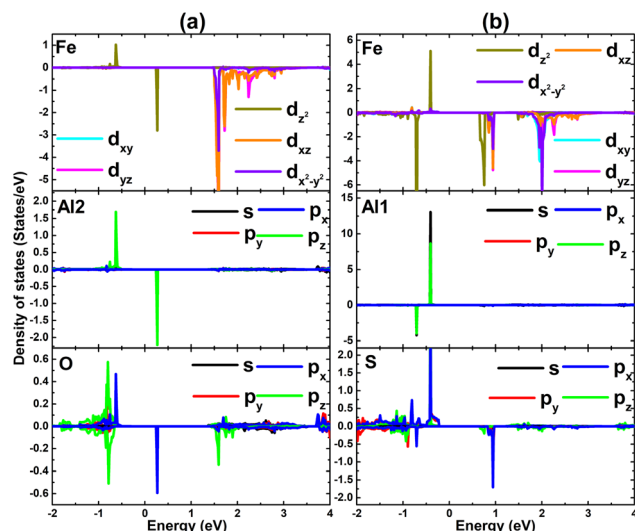 (a)
(b)
Density of states (States/eV)
Fe
1
0
-1
-2
-3
-4
-5
d_xy
d_yz
d_z²
d_xz
d_x²-y²
Al2
2.0
1.5
1.0
0.5
0.0
-0.5
-1.0
-1.5
-2.0
s
p_x
p_y
p_z
O
0.6
0.4
0.2
0.0
-0.2
-0.4
-0.6
s
p_x
p_y
p_z
-2
-1
0
1
2
3
4
Energy (eV)
Fe
6
4
2
0
-2
-4
-6
d_z²
d_xz
d_x²-y²
d_xy
d_yz
Al1
15
10
5
0
-5
s
p_x
p_y
p_z
S
2.0
1.5
1.0
0.5
0.0
-0.5
-1.0
-1.5
-2.0
s
p_x
p_y
p_z
-2
-1
0
1
2
3
4
Energy (eV)